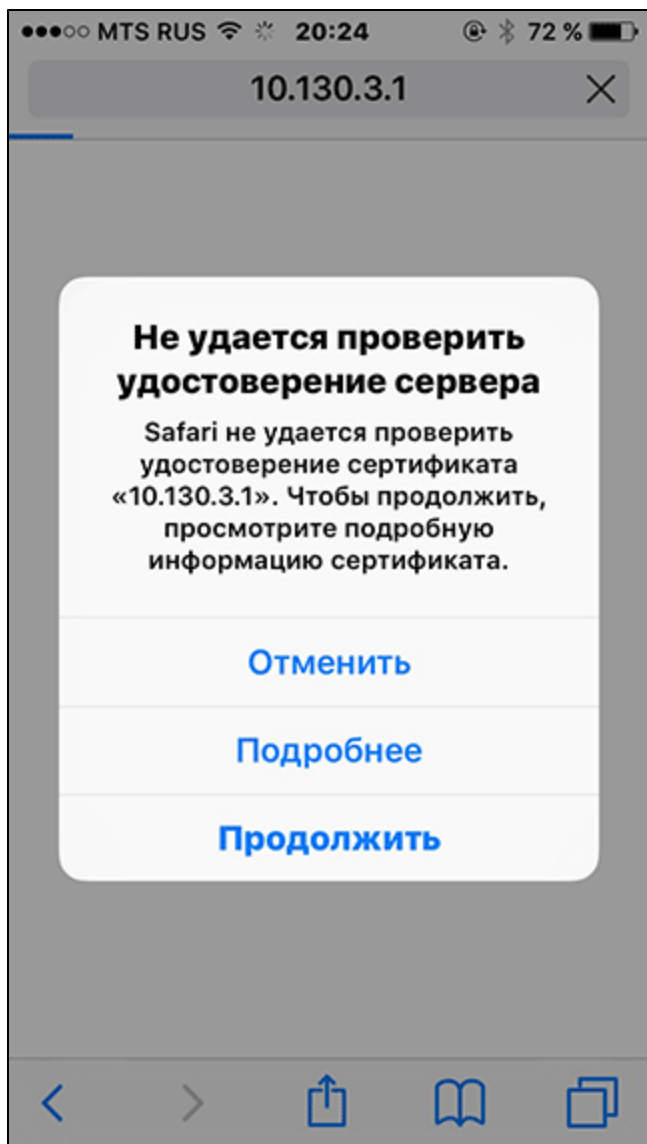 MTS RUS 20:24 72 %
10.130.3.1
Не удается проверить
удостоверение сервера
Safari не удается проверить
удостоверение сертификата
«10.130.3.1». Чтобы продолжить,
просмотрите подробную
информацию сертификата.
Отменить
Подробнее
Продолжить